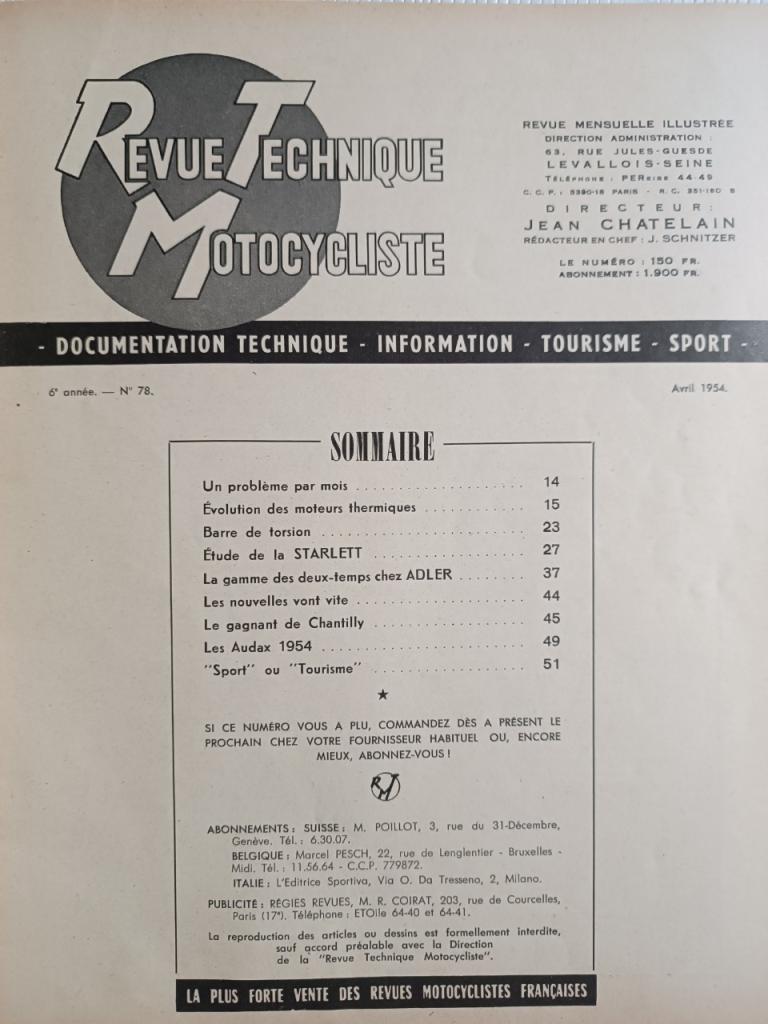 REVUE TECHNIQUE
MOTOCYCLISTE
REVUE MENSUELLE ILLUSTRÉE
DIRECTION ADMINISTRATION :
63, RUE JULES-GUESDE
LEVALLOIS-SEINE
TÉLÉPHONE : PEREIRE 44-49
C. C. P. : 5390-18 PARIS - R. C. 351-160 B
DIRECTEUR :
JEAN CHATELAIN
RÉDACTEUR EN CHEF : J. SCHNITZER
LE NUMÉRO : 150 FR.
ABONNEMENT : 1.900 FR.
- DOCUMENTATION TECHNIQUE - INFORMATION - TOURISME - SPORT -
6e année. — N° 78.
Avril 1954.
SOMMAIRE
Un problème par mois .................... 14
Évolution des moteurs thermiques ............ 15
Barre de torsion ........................ 23
Étude de la STARLETT .................. 27
La gamme des deux-temps chez ADLER ........ 37
Les nouvelles vont vite .................... 44
Le gagnant de Chantilly .................. 45
Les Audax 1954 ........................ 49
"Sport" ou "Tourisme" .................. 51
★
SI CE NUMÉRO VOUS A PLU, COMMANDEZ DÈS A PRÉSENT LE
PROCHAIN CHEZ VOTRE FOURNISSEUR HABITUEL OU, ENCORE
MIEUX, ABONNEZ-VOUS !
RTM
ABONNEMENTS : SUISSE : M. POILLOT, 3, rue du 31-Décembre,
Genève. Tél. : 6.30.07.
BELGIQUE : Marcel PESCH, 22, rue de Lenglentier - Bruxelles -
Midi. Tél. : 11.56.64 - C.C.P. 779872.
ITALIE : L'Editrice Sportiva, Via O. Da Tresseno, 2, Milano.
PUBLICITÉ : RÉGIES REVUES, M. R. COIRAT, 203, rue de Courcelles,
Paris (17e). Téléphone : ETOile 64-40 et 64-41.
La reproduction des articles ou dessins est formellement interdite,
sauf accord préalable avec la Direction
de la "Revue Technique Motocycliste".
LA PLUS FORTE VENTE DES REVUES MOTOCYCLISTES FRANÇAISES